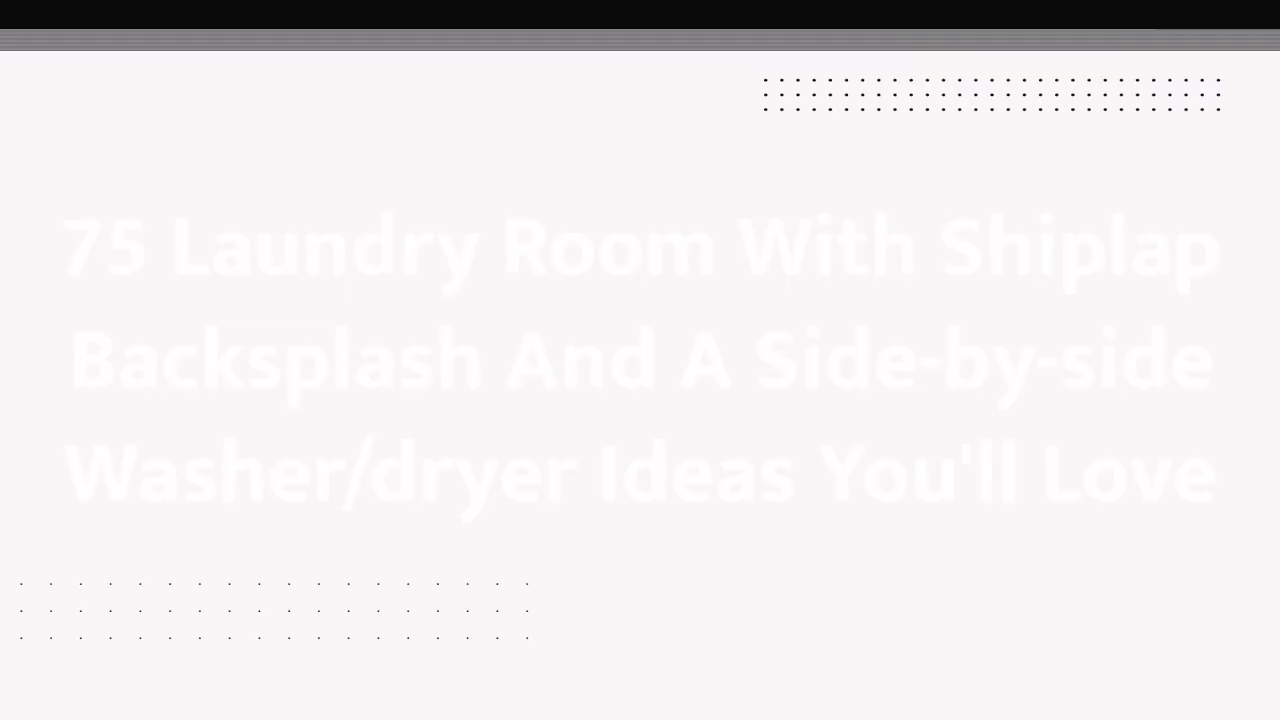 75 Laundry Room With Shiplap
Backsplash And A Side-by-side
Washer/dryer Ideas You'll Love